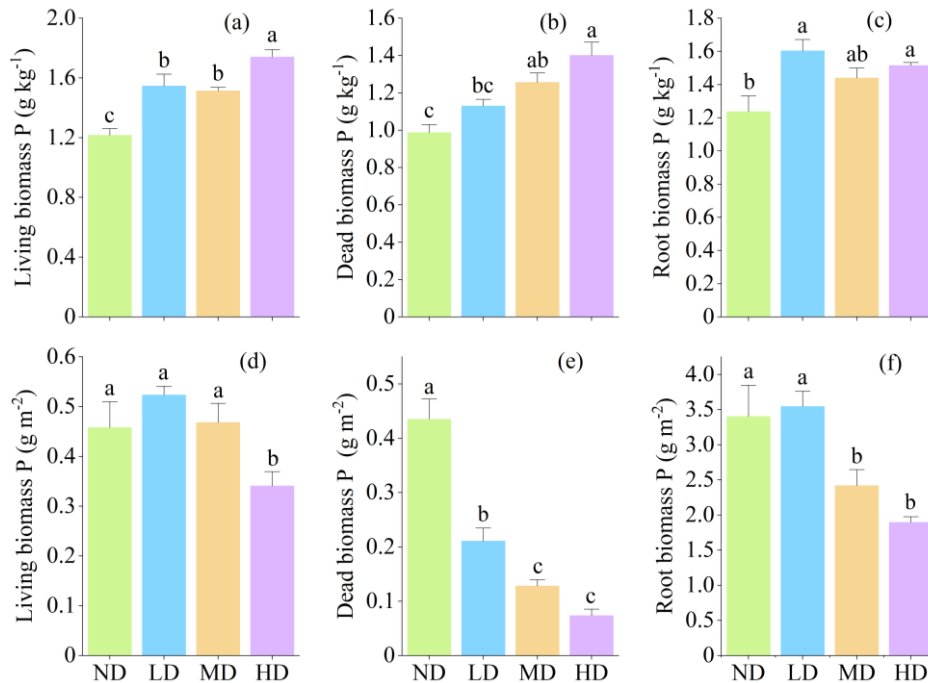 Living biomass P (g kg⁻¹)
2.0
1.6
1.2
0.8
0.4
0
(a)
c
b
b
a
Dead biomass P (g kg⁻¹)
1.6
1.4
1.2
1.0
0.8
0.6
0.4
0.2
0
(b)
c
bc
ab
a
Root biomass P (g kg⁻¹)
1.8
1.6
1.4
1.2
1.0
0.8
0.6
0.4
0.2
0
(c)
b
a
ab
a
Living biomass P (g m⁻²)
0.6
0.5
0.4
0.3
0.2
0.1
0
(d)
a
a
a
b
ND LD MD HD
Dead biomass P (g m⁻²)
0.5
0.4
0.3
0.2
0.1
0
(e)
a
b
c
c
ND LD MD HD
Root biomass P (g m⁻²)
4.0
3.5
3.0
2.5
2.0
1.5
1.0
0.5
0
(f)
a
a
b
b
ND LD MD HD